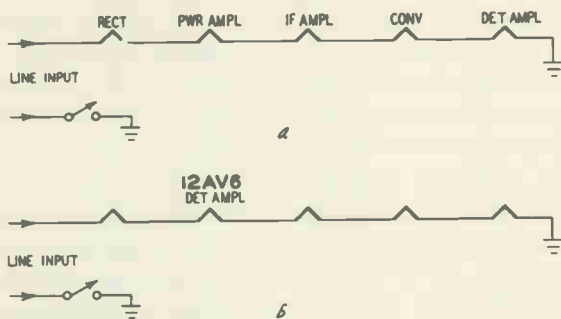 RECT PWR AMPL IF AMPL CONV DET AMPL
LINE INPUT
а
12AV6
DET AMPL
LINE INPUT
б